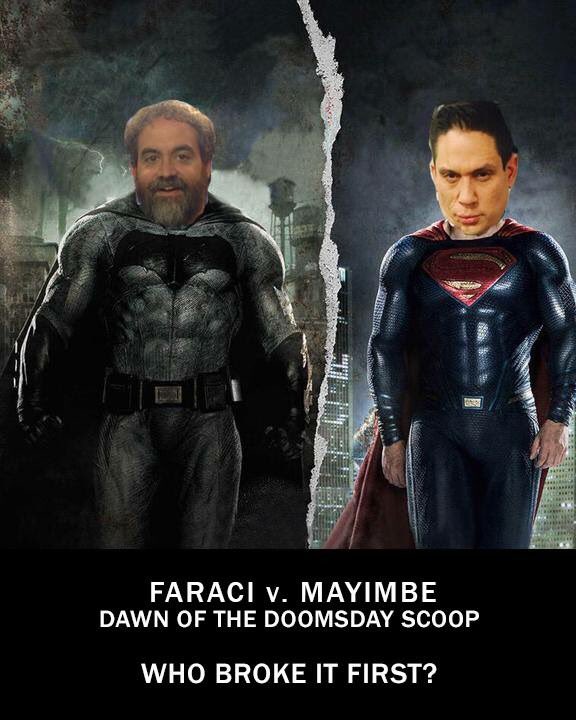 FARACI v. MAYIMBE
DAWN OF THE DOOMSDAY SCOOP
WHO BROKE IT FIRST?